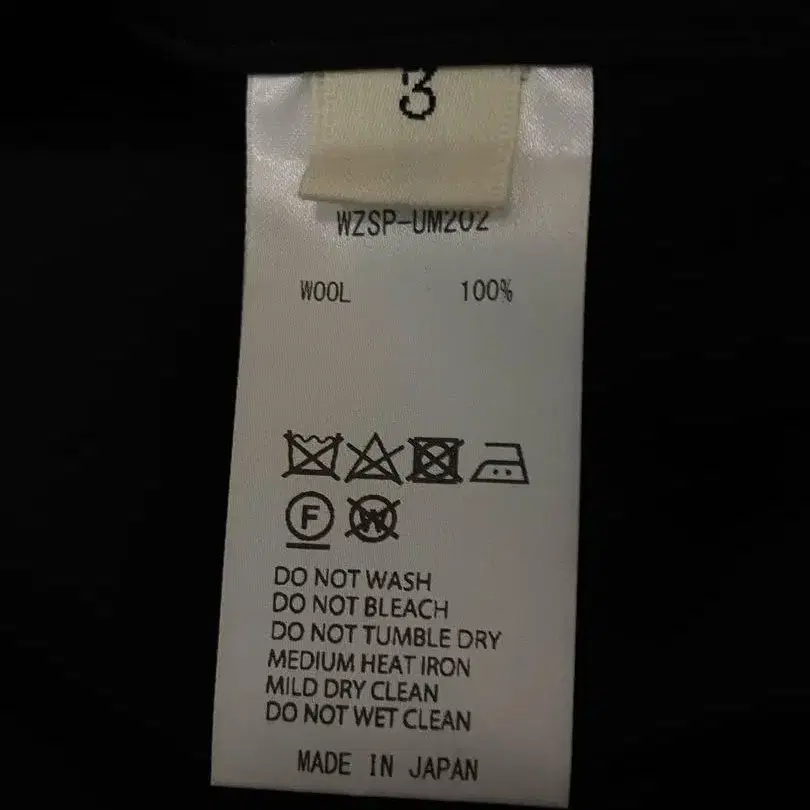 3
WZSP-UM202
WOOL 100%
F W
DO NOT WASH
DO NOT BLEACH
DO NOT TUMBLE DRY
MEDIUM HEAT IRON
MILD DRY CLEAN
DO NOT WET CLEAN
MADE IN JAPAN